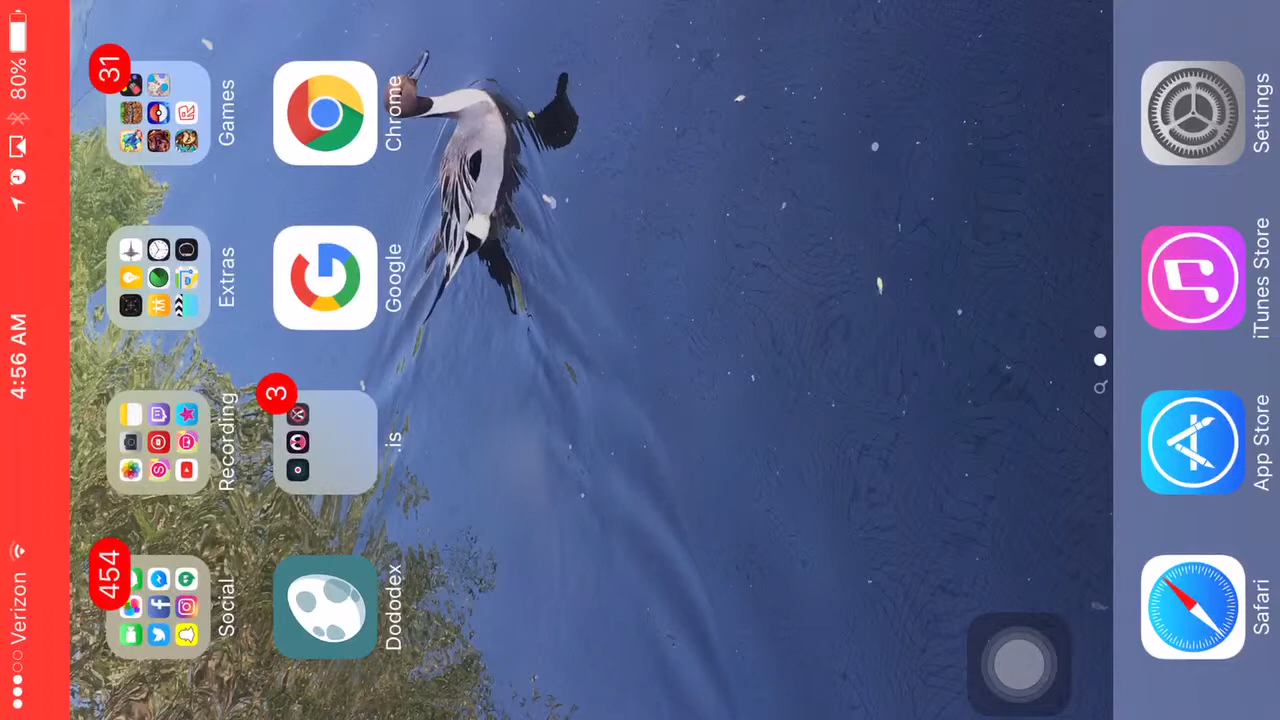 Verizon 4:56 AM 80%
454 31
Social Recording Extras Games
3
Dododex .is Google Chrome
Safari App Store iTunes Store Settings